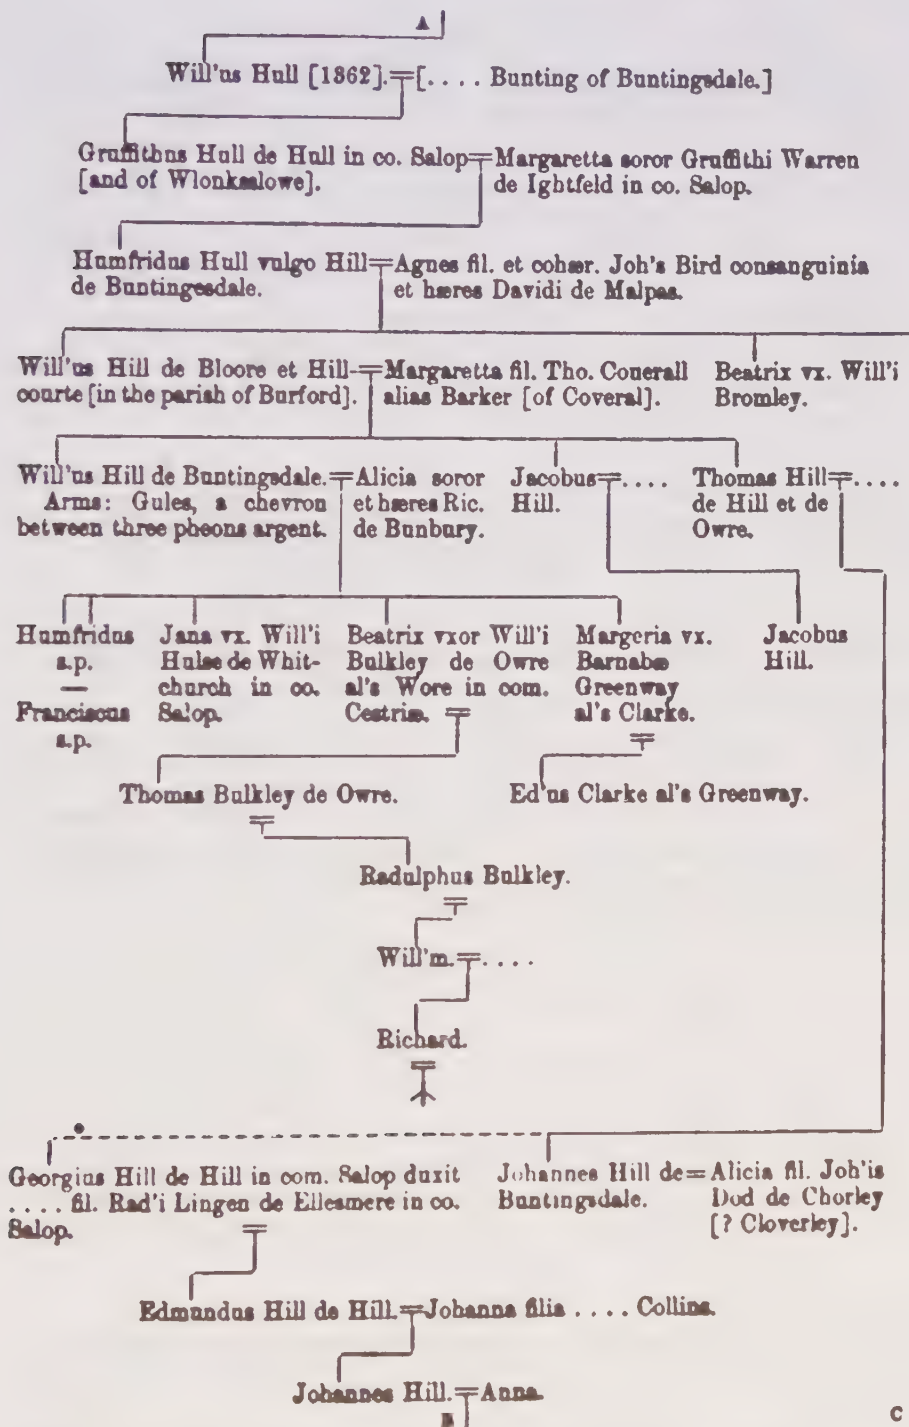 A
Will'us Hull [1362].=[.... Bunting of Buntingsdale.]
Gruffithus Hull de Hull in co. Salop=Margaretta soror Gruffithi Warren
[and of Wlonkslowe]. de Ightfeld in co. Salop.
Humfridus Hull vulgo Hill=Agnes fil. et cohær. Joh's Bird consanguinia
de Buntingesdale. et hæres Davidi de Malpas.
Will'us Hill de Bloore et Hill-=Margaretta fil. Tho. Couerall Beatrix vx. Will'i
courte [in the parish of Burford]. alias Barker [of Coveral]. Bromley.
Will'us Hill de Buntingsdale.=Alicia soror Jacobus=.... Thomas Hill=....
Arms: Gules, a chevron et hæres Ric. Hill. de Hill et de
between three pheons argent. de Bunbury. Owre.
Humfridus Jana vx. Will'i Beatrix vxor Will'i Margeria vx. Jacobus
s.p. Hulse de Whit- Bulkley de Owre Barnabæ Hill.
— church in co. al's Wore in com. Greenway
Franciscus Salop. Cestriæ. = al's Clarke.
s.p. =
Thomas Bulkley de Owre. Ed'us Clarke al's Greenway.
=
Radulphus Bulkley.
=
Will'm.=....
Richard.
=
*
Georgius Hill de Hill in com. Salop duxit Johannes Hill de=Alicia fil. Joh'is
.... fil. Rad'i Lingen de Ellesmere in co. Buntingsdale. Dod de Chorley
Salop. = [? Cloverley].
Edmundus Hill de Hill.=Johanna filia .... Collins.
Johannes Hill.=Anna.
B
C